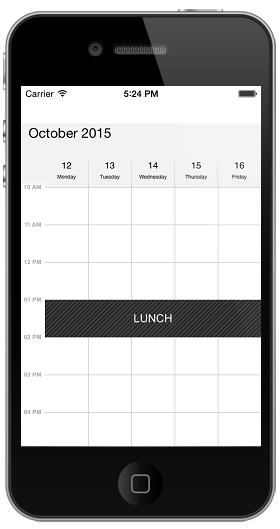 Carrier 5:24 PM
October 2015
12 13 14 15 16
Monday Tuesday Wednesday Thursday Friday
10 AM
11 AM
12 PM
01 PM
LUNCH
02 PM
03 PM
04 PM